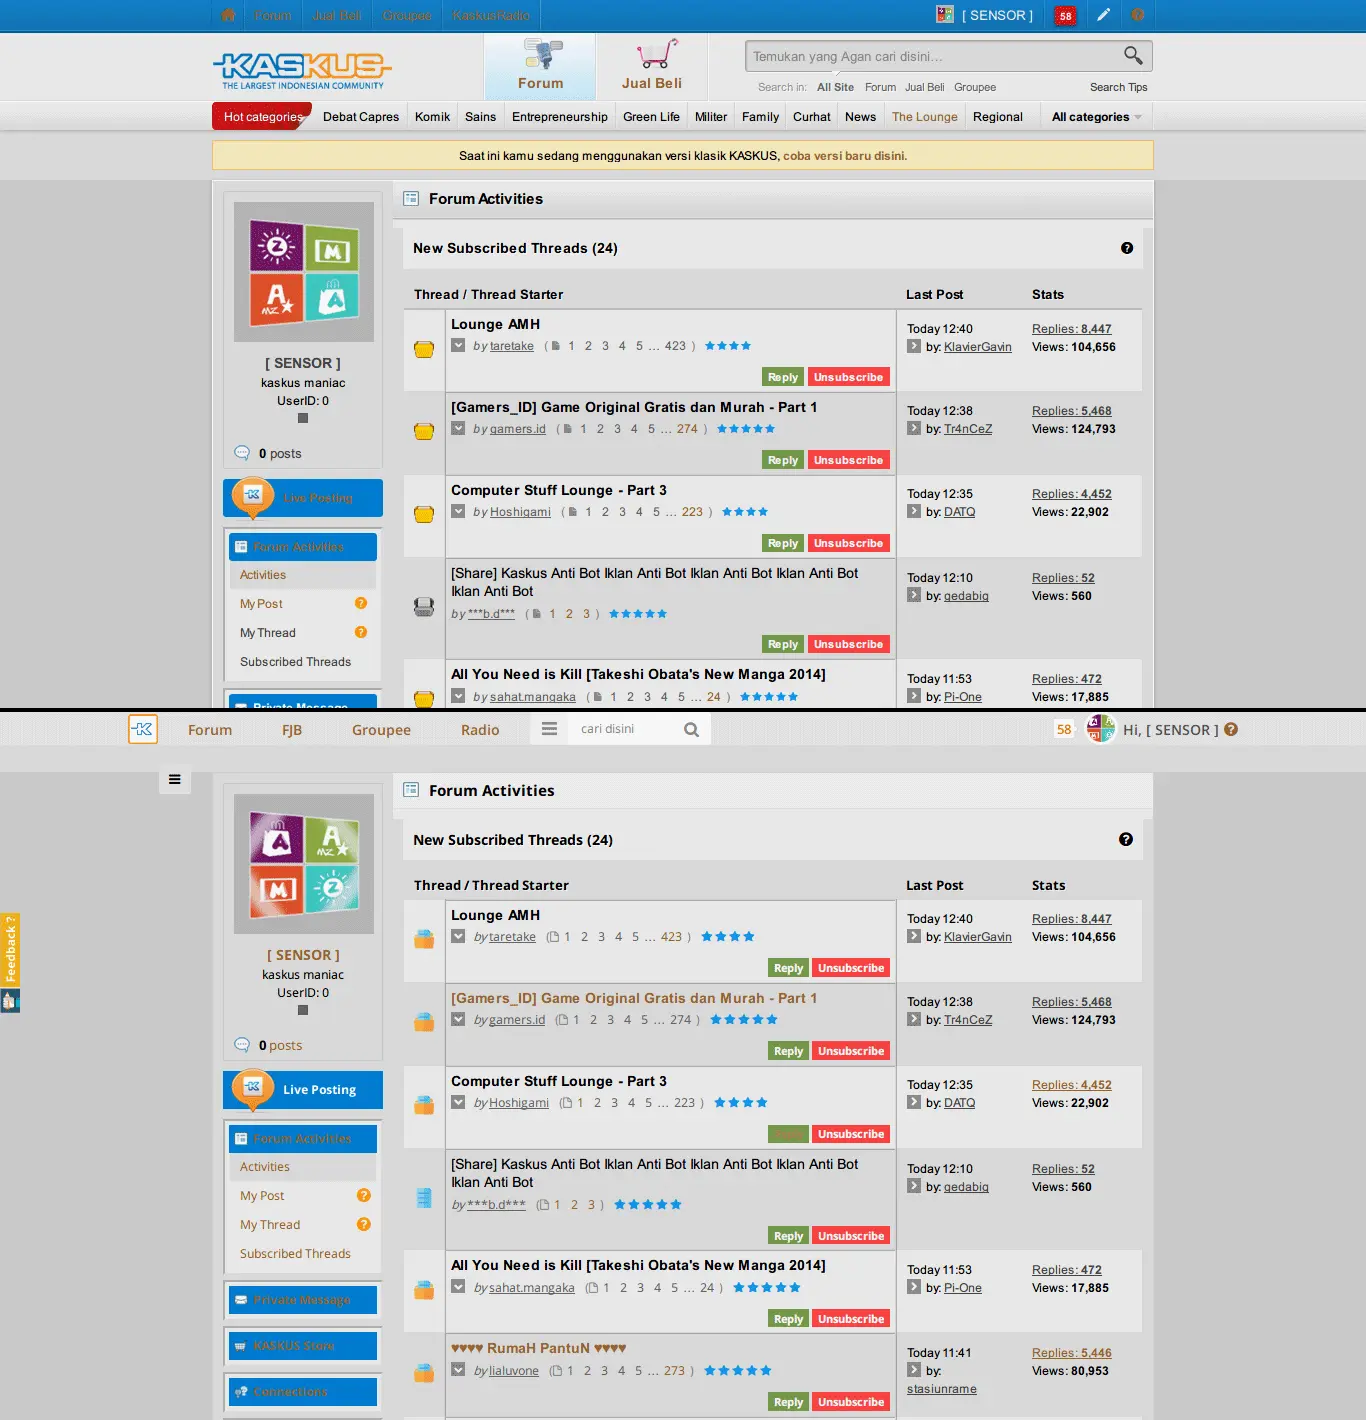 Forum Jual Beli Groupee KaskusRadio [ SENSOR ] 58
KASKUS
THE LARGEST INDONESIAN COMMUNITY
Forum
Jual Beli
Temukan yang Agan cari disini...
Search in: All Site Forum Jual Beli Groupee Search Tips
Hot categories Debat Capres Komik Sains Entrepreneurship Green Life Militer Family Curhat News The Lounge Regional All categories
Saat ini kamu sedang menggunakan versi klasik KASKUS, coba versi baru disini.
[ SENSOR ]
kaskus maniac
UserID: 0
0 posts
Live Posting
Forum Activities
Activities
My Post
My Thread
Subscribed Threads
Private Message
Forum Activities
New Subscribed Threads (24)
Thread / Thread Starter Last Post Stats
Lounge AMH
by taretake ( 1 2 3 4 5 ... 423 )
Reply Unsubscribe
Today 12:40
by: KlavierGavin
Replies: 8,447
Views: 104,656
[Gamers_ID] Game Original Gratis dan Murah - Part 1
by gamers.id ( 1 2 3 4 5 ... 274 )
Reply Unsubscribe
Today 12:38
by: Tr4nCeZ
Replies: 5,468
Views: 124,793
Computer Stuff Lounge - Part 3
by Hoshigami ( 1 2 3 4 5 ... 223 )
Reply Unsubscribe
Today 12:35
by: DATQ
Replies: 4,452
Views: 22,902
[Share] Kaskus Anti Bot Iklan Anti Bot Iklan Anti Bot Iklan Anti Bot
Iklan Anti Bot
by ***b.d*** ( 1 2 3 )
Reply Unsubscribe
Today 12:10
by: gedabig
Replies: 52
Views: 560
All You Need is Kill [Takeshi Obata's New Manga 2014]
by sahat.mangaka ( 1 2 3 4 5 ... 24 )
Today 11:53
by: Pi-One
Replies: 472
Views: 17,885
Forum FJB Groupee Radio cari disini 58 Hi, [ SENSOR ]
Feedback ?
[ SENSOR ]
kaskus maniac
UserID: 0
0 posts
Live Posting
Forum Activities
Activities
My Post
My Thread
Subscribed Threads
Private Message
KASKUS Store
Connections
Forum Activities
New Subscribed Threads (24)
Thread / Thread Starter Last Post Stats
Lounge AMH
by taretake ( 1 2 3 4 5 ... 423 )
Reply Unsubscribe
Today 12:40
by: KlavierGavin
Replies: 8,447
Views: 104,656
[Gamers_ID] Game Original Gratis dan Murah - Part 1
by gamers.id ( 1 2 3 4 5 ... 274 )
Reply Unsubscribe
Today 12:38
by: Tr4nCeZ
Replies: 5,468
Views: 124,793
Computer Stuff Lounge - Part 3
by Hoshigami ( 1 2 3 4 5 ... 223 )
Unsubscribe
Today 12:35
by: DATQ
Replies: 4,452
Views: 22,902
[Share] Kaskus Anti Bot Iklan Anti Bot Iklan Anti Bot Iklan Anti Bot
Iklan Anti Bot
by ***b.d*** ( 1 2 3 )
Reply Unsubscribe
Today 12:10
by: gedabig
Replies: 52
Views: 560
All You Need is Kill [Takeshi Obata's New Manga 2014]
by sahat.mangaka ( 1 2 3 4 5 ... 24 )
Reply Unsubscribe
Today 11:53
by: Pi-One
Replies: 472
Views: 17,885
♥♥♥♥ RumaH PantuN ♥♥♥♥
by lialuvone ( 1 2 3 4 5 ... 273 )
Reply Unsubscribe
Today 11:41
by:
stasiunrame
Replies: 5,446
Views: 80,953